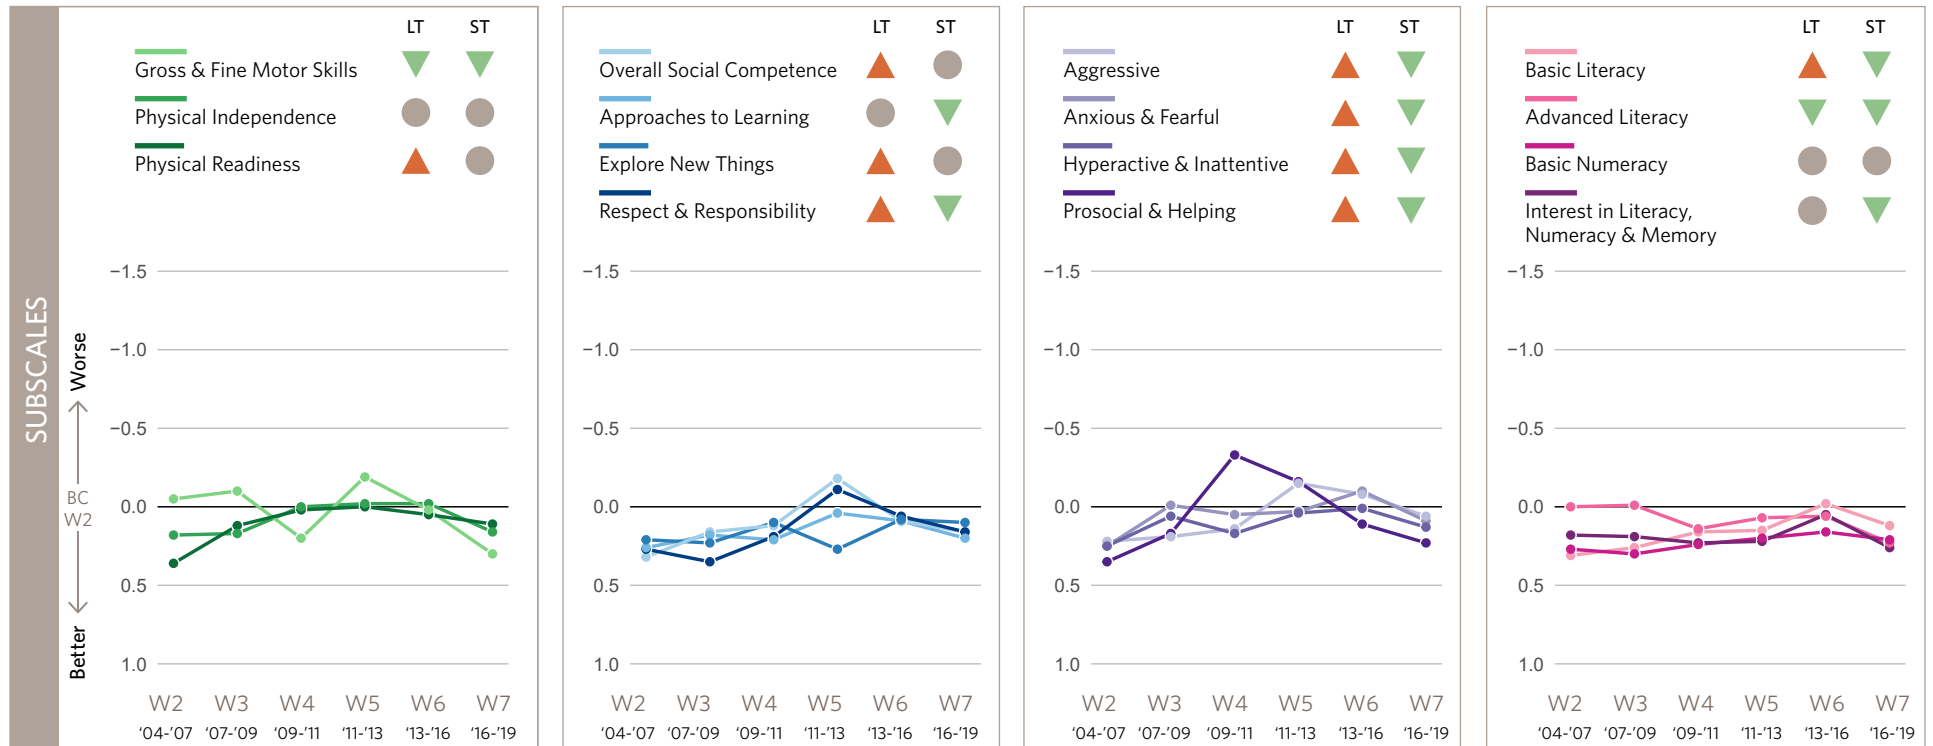 SUBSCALES
Worse
BC
W2
Better
LT ST
Gross & Fine Motor Skills
Physical Independence
Physical Readiness
−1.5
−1.0
−0.5
0.0
0.5
1.0
W2 W3 W4 W5 W6 W7
‘04-’07 ‘07-’09 ‘09-’11 ‘11-’13 ‘13-’16 ‘16-’19
LT ST
Overall Social Competence
Approaches to Learning
Explore New Things
Respect & Responsibility
−1.5
−1.0
−0.5
0.0
0.5
1.0
W2 W3 W4 W5 W6 W7
‘04-’07 ‘07-’09 ‘09-’11 ‘11-’13 ‘13-’16 ‘16-’19
LT ST
Aggressive
Anxious & Fearful
Hyperactive & Inattentive
Prosocial & Helping
−1.5
−1.0
−0.5
0.0
0.5
1.0
W2 W3 W4 W5 W6 W7
‘04-’07 ‘07-’09 ‘09-’11 ‘11-’13 ‘13-’16 ‘16-’19
LT ST
Basic Literacy
Advanced Literacy
Basic Numeracy
Interest in Literacy,
Numeracy & Memory
−1.5
−1.0
−0.5
0.0
0.5
1.0
W2 W3 W4 W5 W6 W7
‘04-’07 ‘07-’09 ‘09-’11 ‘11-’13 ‘13-’16 ‘16-’19